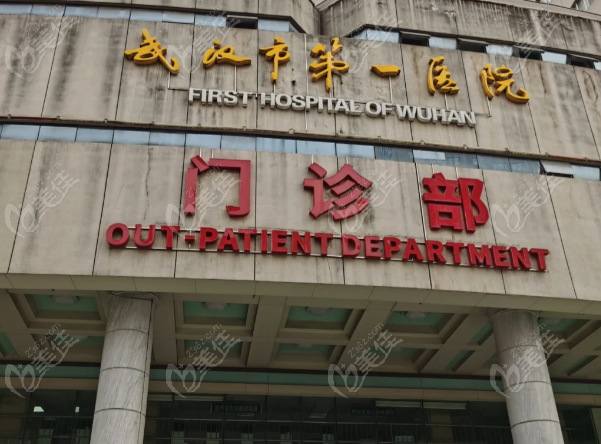 武汉市第一医院
FIRST HOSPITAL OF WUHAN
门诊部
OUT-PATIENT DEPARTMENT